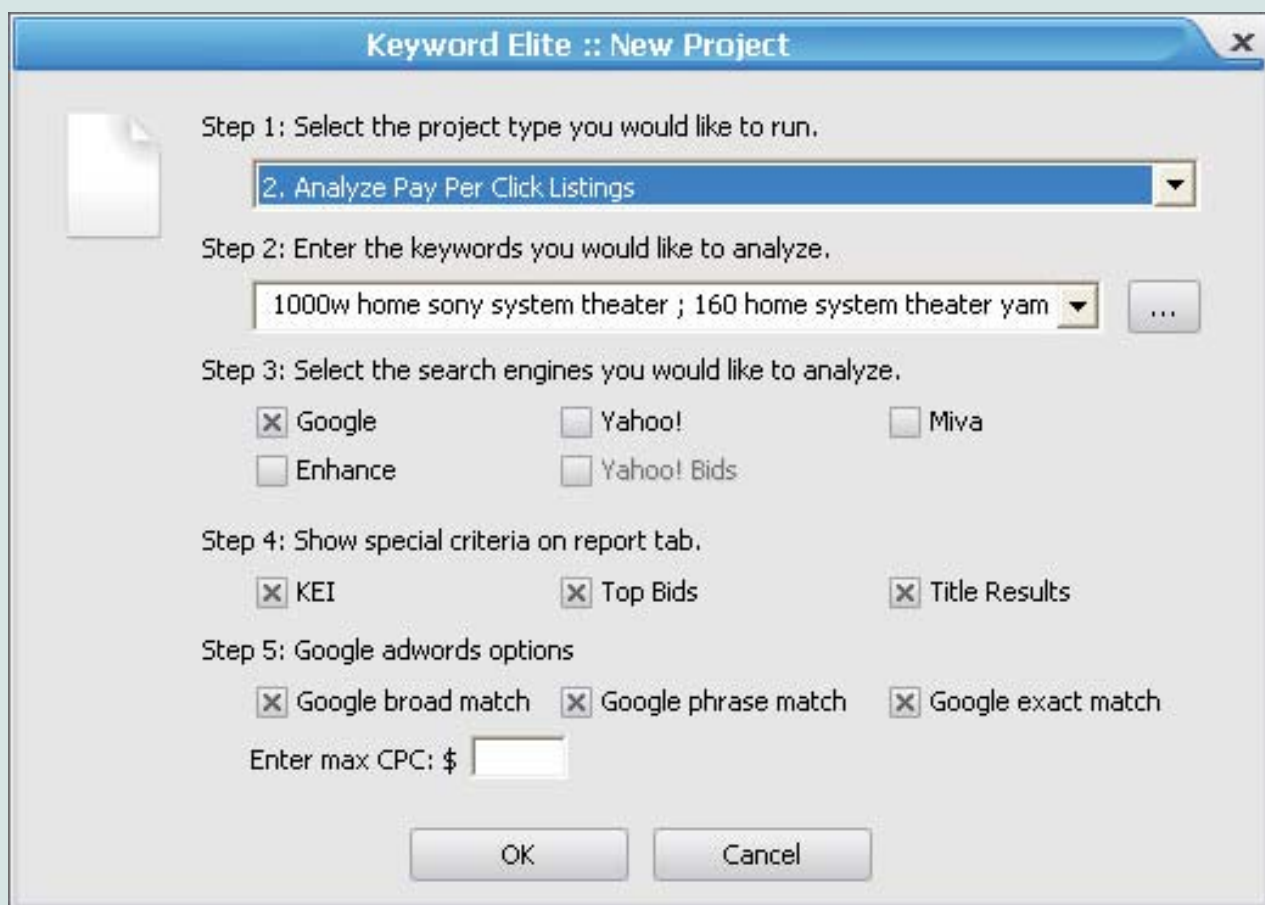 Keyword Elite :: New Project
Step 1: Select the project type you would like to run.
2. Analyze Pay Per Click Listings
Step 2: Enter the keywords you would like to analyze.
1000w home sony system theater ; 160 home system theater yam
...
Step 3: Select the search engines you would like to analyze.
Google Yahoo! Miva
Enhance Yahoo! Bids
Step 4: Show special criteria on report tab.
KEI Top Bids Title Results
Step 5: Google adwords options
Google broad match Google phrase match Google exact match
Enter max CPC: $
OK Cancel